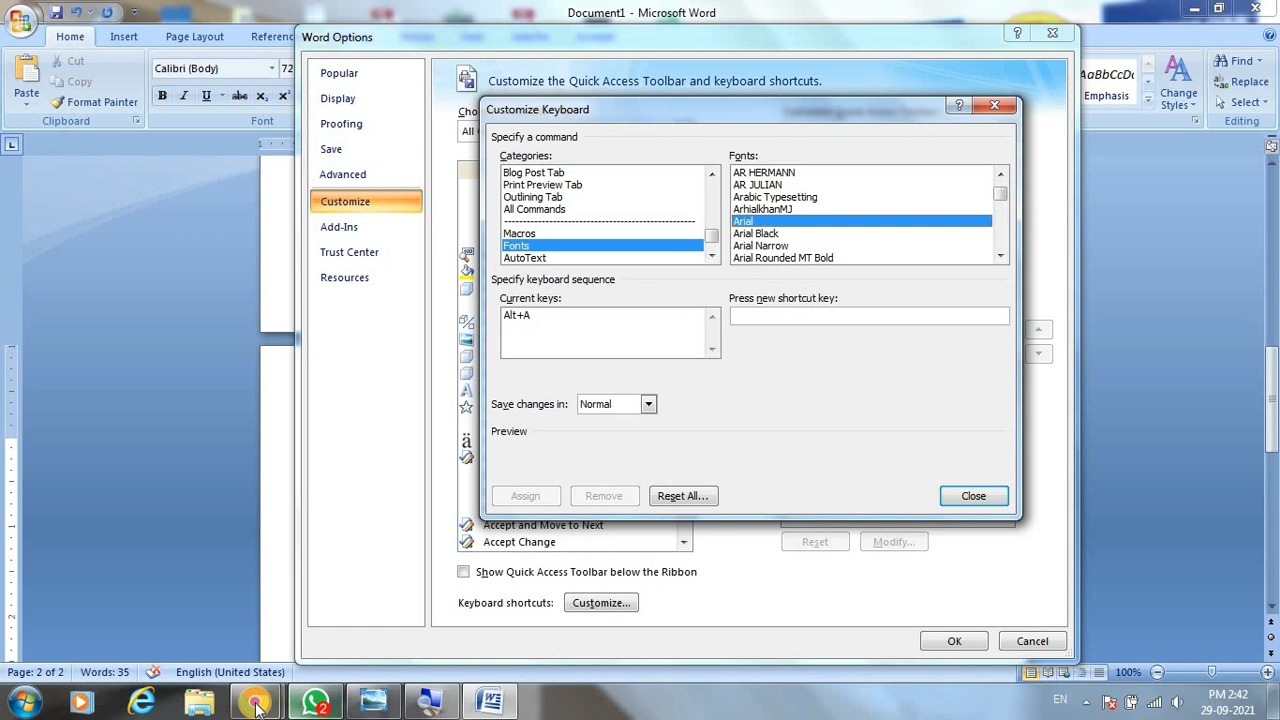 Document1 - Microsoft Word
Home Insert Page Layout Referenc
Word Options
Cut
Copy
Format Painter
Paste
Clipboard
Calibri (Body) 72
B I U abc X₂ X²
Font
AaBbCcDc
Emphasis
Change
Styles
Find
Replace
Select
Editing
Popular
Display
Proofing
Save
Advanced
Customize
Add-Ins
Trust Center
Resources
Customize the Quick Access Toolbar and keyboard shortcuts.
Cho
All
Customize Keyboard
Specify a command
Categories:
Blog Post Tab
Print Preview Tab
Outlining Tab
All Commands
Macros
Fonts
AutoText
Fonts:
AR HERMANN
AR JULIAN
Arabic Typesetting
ArhialkhanMJ
Arial
Arial Black
Arial Narrow
Arial Rounded MT Bold
Specify keyboard sequence
Current keys:
Alt+A
Press new shortcut key:
Save changes in: Normal
Preview
Assign Remove Reset All... Close
Accept and Move to Next
Accept Change
Reset Modify...
Show Quick Access Toolbar below the Ribbon
Keyboard shortcuts: Customize...
OK Cancel
Page: 2 of 2 Words: 35 English (United States) 100%
2
EN
PM 2:42
29-09-2021